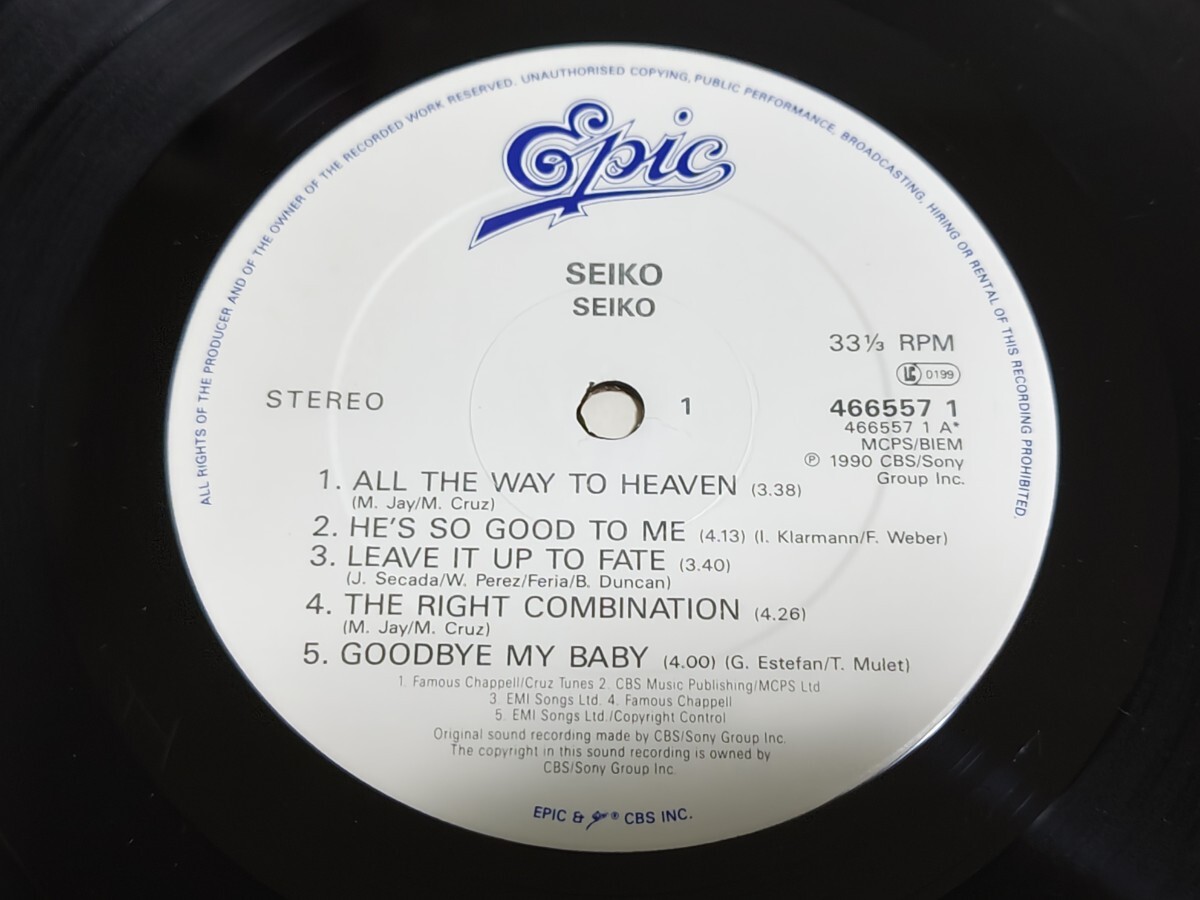 ALL RIGHTS OF THE PRODUCER AND OF THE OWNER OF THE RECORDED WORK RESERVED. UNAUTHORISED COPYING, PUBLIC PERFORMANCE, BROADCASTING, HIRING OR RENTAL OF THIS RECORDING PROHIBITED.
Epic
SEIKO
SEIKO
33⅓ RPM
LC 0199
STEREO
1
466557 1
466557 1 A*
MCPS/BIEM
℗ 1990 CBS/Sony
Group Inc.
1. ALL THE WAY TO HEAVEN (3.38)
(M. Jay/M. Cruz)
2. HE'S SO GOOD TO ME (4.13) (I. Klarmann/F. Weber)
3. LEAVE IT UP TO FATE (3.40)
(J. Secada/W. Perez/Feria/B. Duncan)
4. THE RIGHT COMBINATION (4.26)
(M. Jay/M. Cruz)
5. GOODBYE MY BABY (4.00) (G. Estefan/T. Mulet)
1. Famous Chappell/Cruz Tunes 2. CBS Music Publishing/MCPS Ltd.
3. EMI Songs Ltd. 4. Famous Chappell
5. EMI Songs Ltd./Copyright Control
Original sound recording made by CBS/Sony Group Inc.
The copyright in this sound recording is owned by
CBS/Sony Group Inc.
EPIC & ® CBS INC.